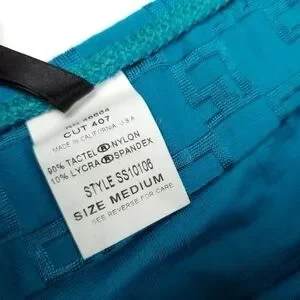 CUT 407
MADE IN CALIFORNIA U.S.A
90% TACTEL® NYLON
10% LYCRA® SPANDEX
STYLE SS10106
SIZE MEDIUM
SEE REVERSE FOR CARE